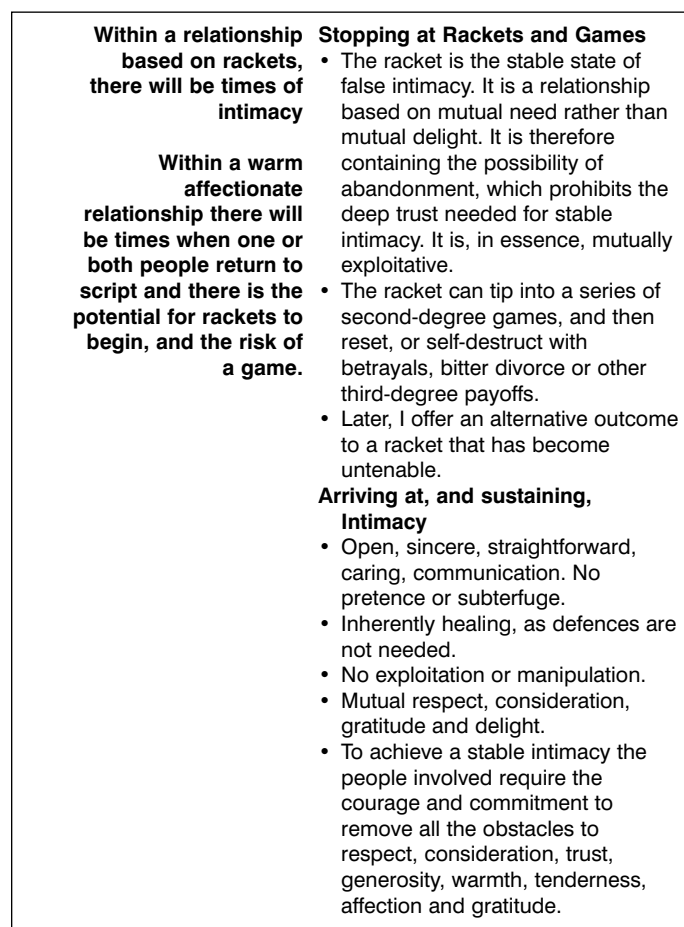 Within a relationship
based on rackets,
there will be times of
intimacy
Within a warm
affectionate
relationship there will
be times when one or
both people return to
script and there is the
potential for rackets to
begin, and the risk of
a game.
Stopping at Rackets and Games
• The racket is the stable state of
false intimacy. It is a relationship
based on mutual need rather than
mutual delight. It is therefore
containing the possibility of
abandonment, which prohibits the
deep trust needed for stable
intimacy. It is, in essence, mutually
exploitative.
• The racket can tip into a series of
second-degree games, and then
reset, or self-destruct with
betrayals, bitter divorce or other
third-degree payoffs.
• Later, I offer an alternative outcome
to a racket that has become
untenable.
Arriving at, and sustaining,
Intimacy
• Open, sincere, straightforward,
caring, communication. No
pretence or subterfuge.
• Inherently healing, as defences are
not needed.
• No exploitation or manipulation.
• Mutual respect, consideration,
gratitude and delight.
• To achieve a stable intimacy the
people involved require the
courage and commitment to
remove all the obstacles to
respect, consideration, trust,
generosity, warmth, tenderness,
affection and gratitude.